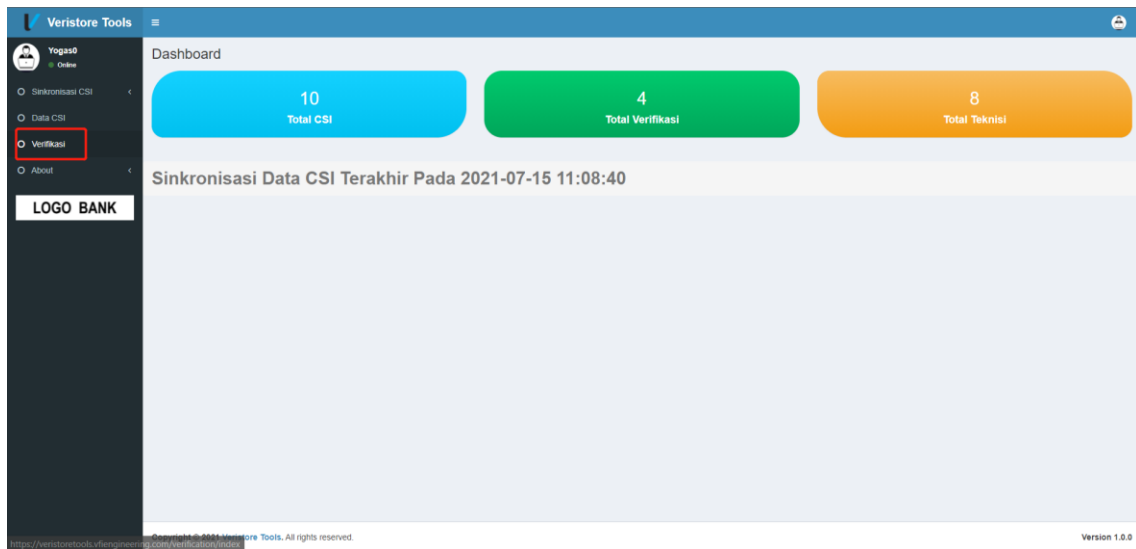 Veristore Tools
Yogas0
Online
Sinkronisasi CSI
Data CSI
Verifikasi
About
LOGO BANK
Dashboard
10
Total CSI
4
Total Verifikasi
8
Total Teknisi
Sinkronisasi Data CSI Terakhir Pada 2021-07-15 11:08:40
Copyright © 2021 Veristore Tools. All rights reserved.
Version 1.0.0
https://veristoretools.vfiengineering.com/verification/index